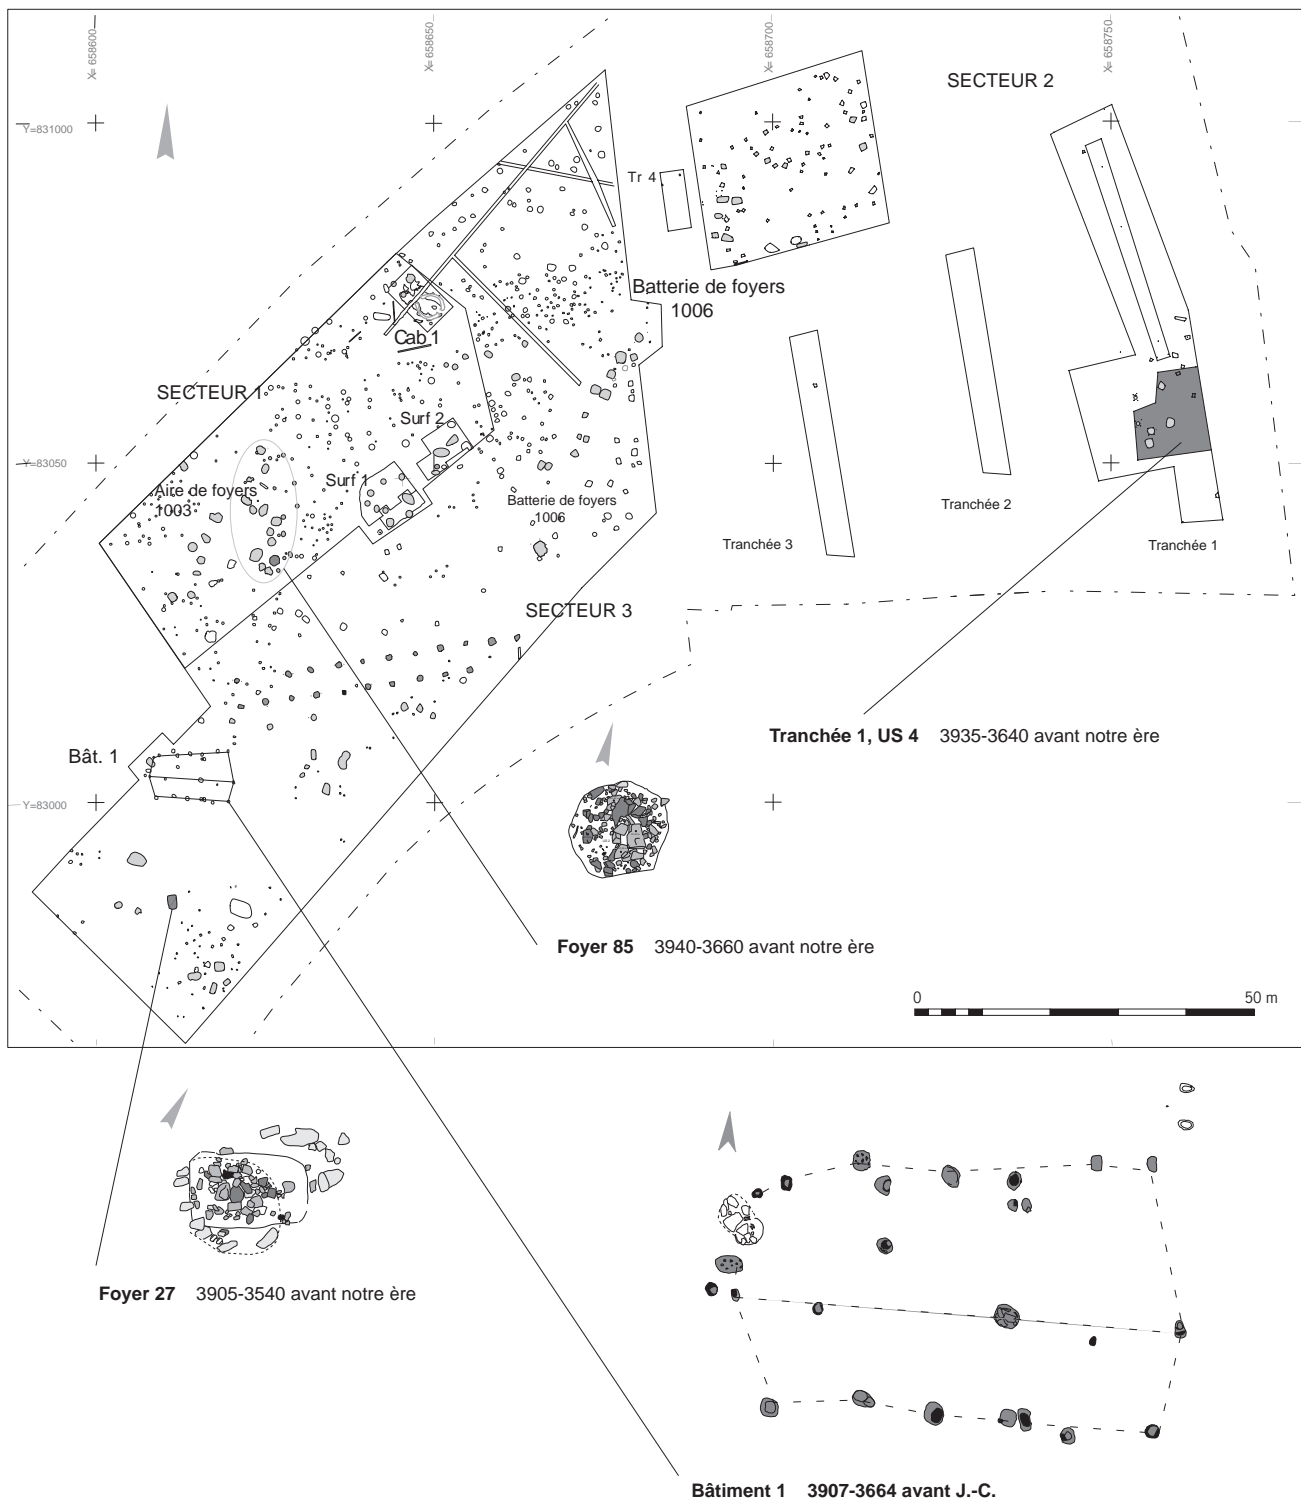 X= 658600
X= 658650
X= 658700
X= 658750
SECTEUR 2
Y=831000
Tr 4
Batterie de foyers
1006
Cab 1
SECTEUR 1
Surf 2
Y=83050
Surf 1
Aire de foyers
1003
Batterie de foyers
1006
Tranchée 2
Tranchée 3
Tranchée 1
SECTEUR 3
Tranchée 1, US 4 3935-3640 avant notre ère
Bât. 1
Y=83000
Foyer 85 3940-3660 avant notre ère
0 50 m
Foyer 27 3905-3540 avant notre ère
Bâtiment 1 3907-3664 avant J.-C.